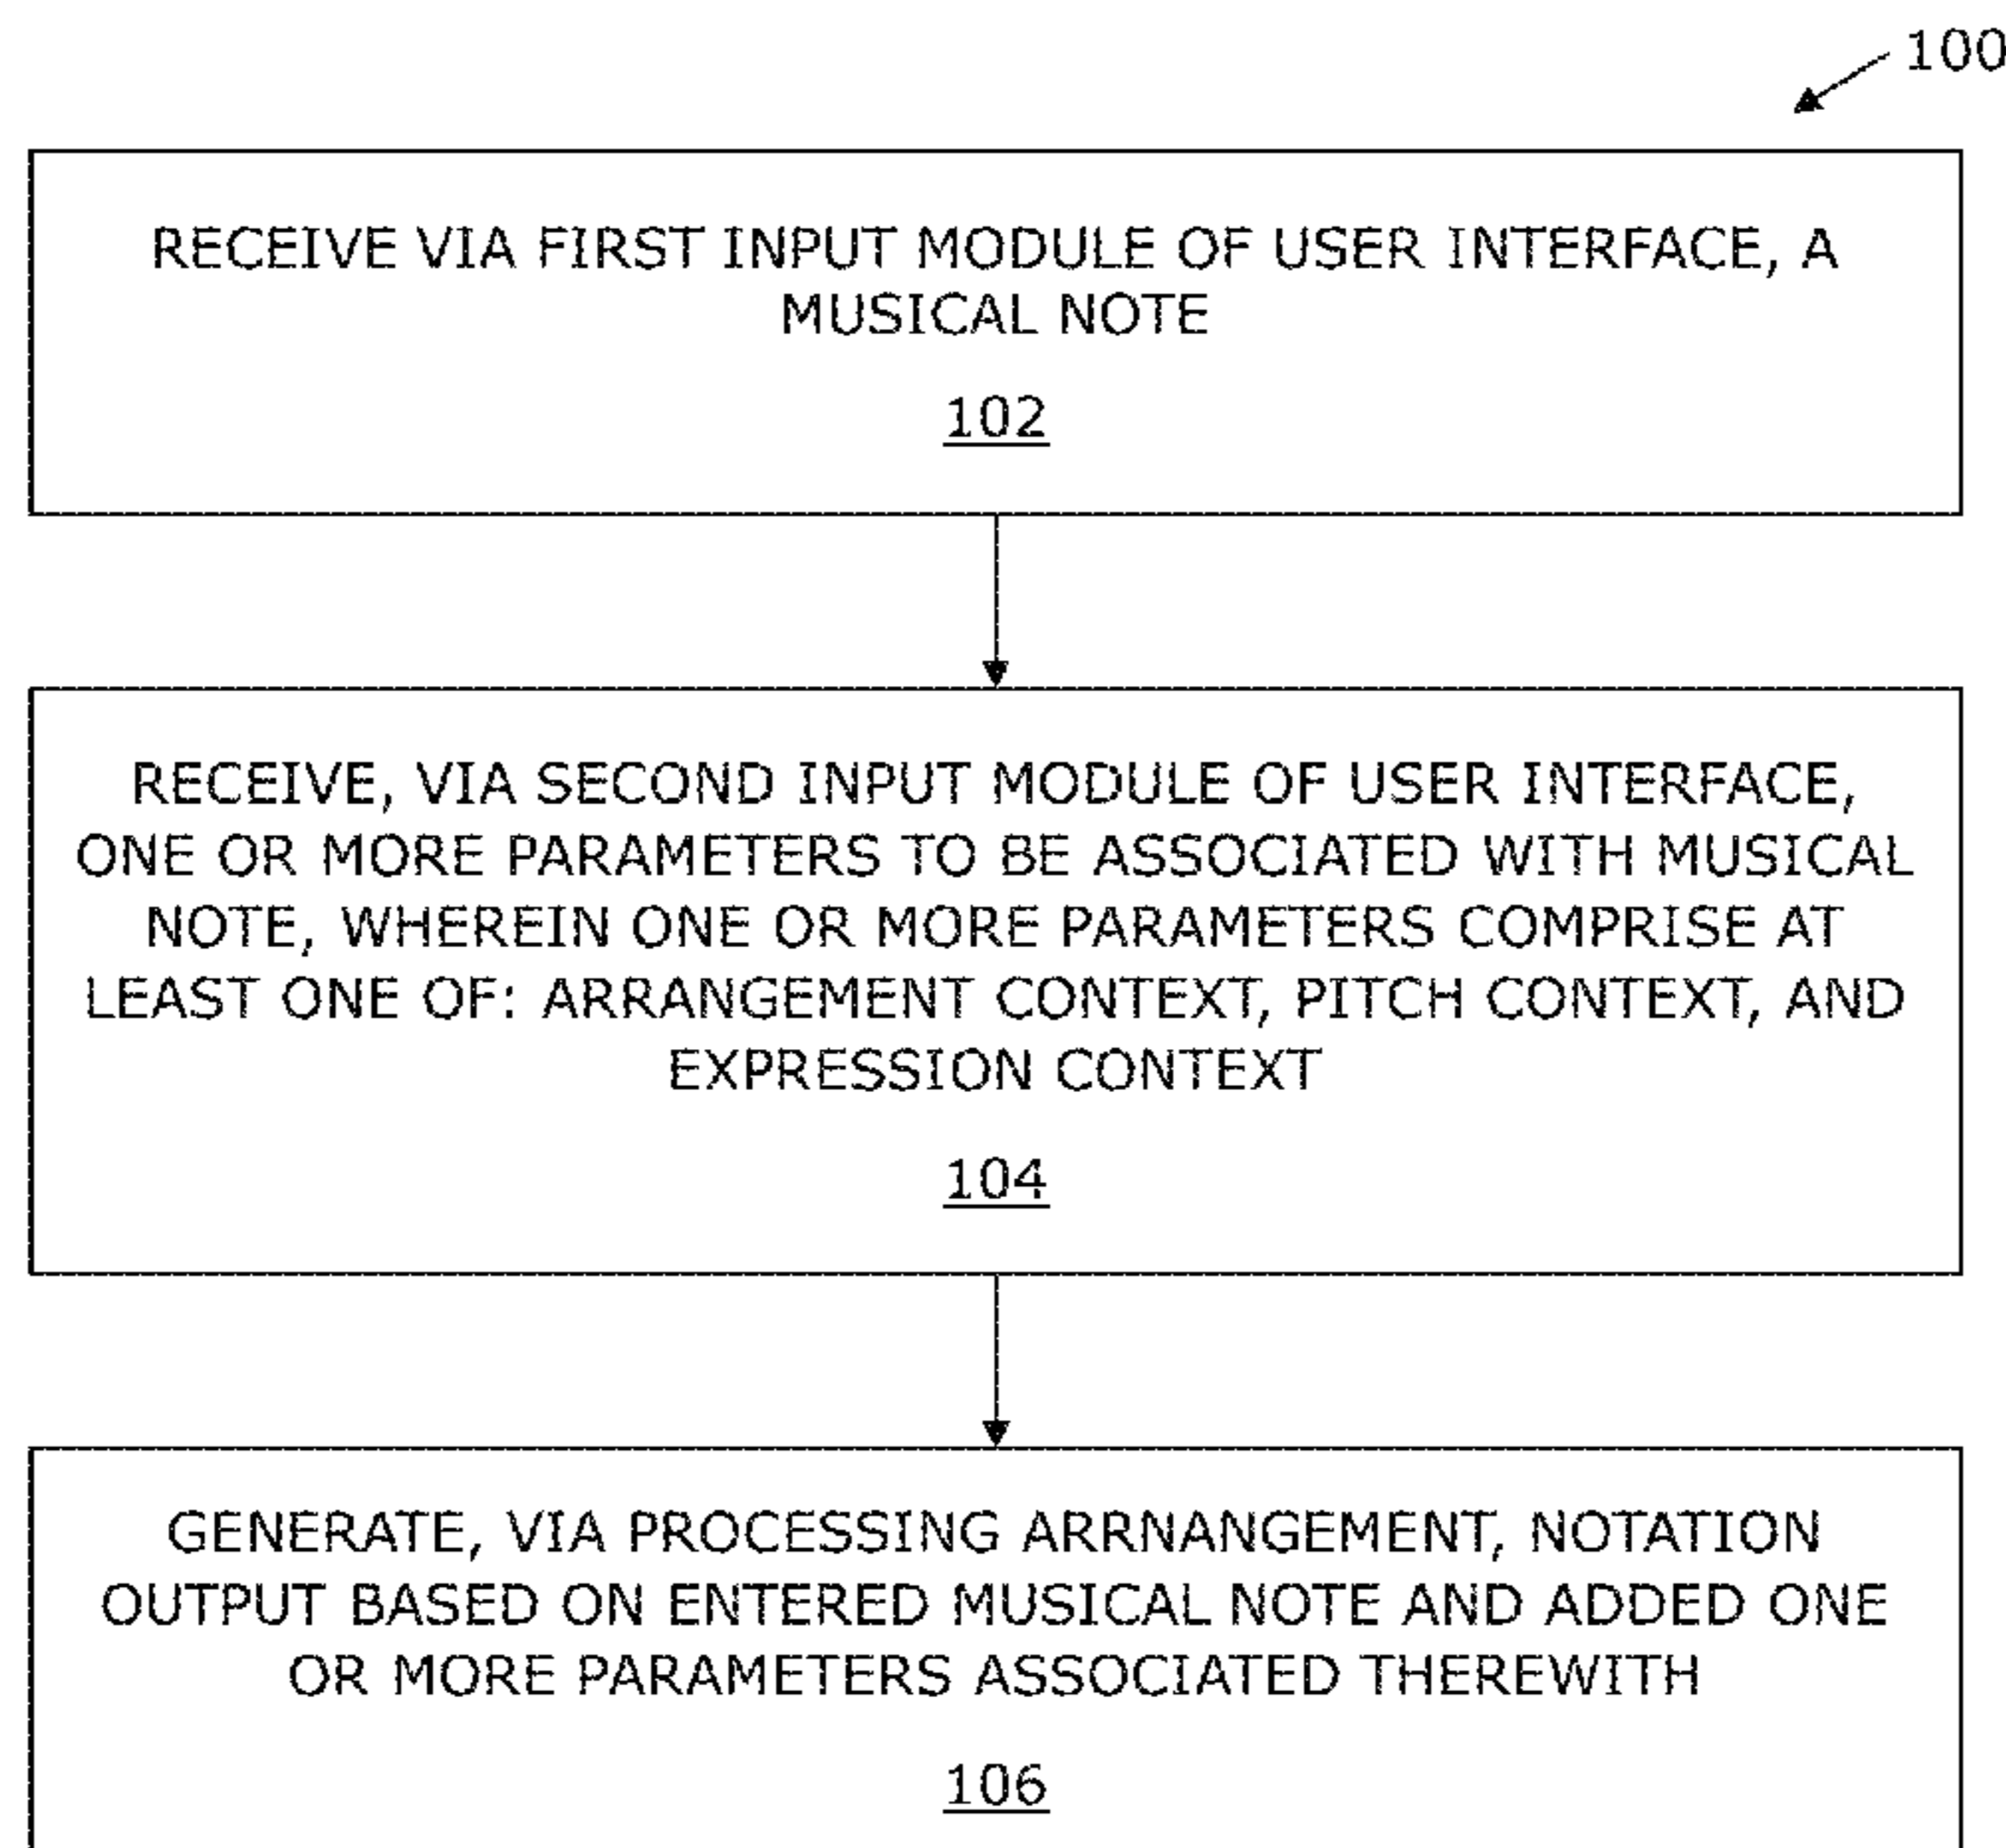 100
RECEIVE VIA FIRST INPUT MODULE OF USER INTERFACE, A
MUSICAL NOTE
102
RECEIVE, VIA SECOND INPUT MODULE OF USER INTERFACE,
ONE OR MORE PARAMETERS TO BE ASSOCIATED WITH MUSICAL
NOTE, WHEREIN ONE OR MORE PARAMETERS COMPRISE AT
LEAST ONE OF: ARRANGEMENT CONTEXT, PITCH CONTEXT, AND
EXPRESSION CONTEXT
104
GENERATE, VIA PROCESSING ARRNANGEMENT, NOTATION
OUTPUT BASED ON ENTERED MUSICAL NOTE AND ADDED ONE
OR MORE PARAMETERS ASSOCIATED THEREWITH
106